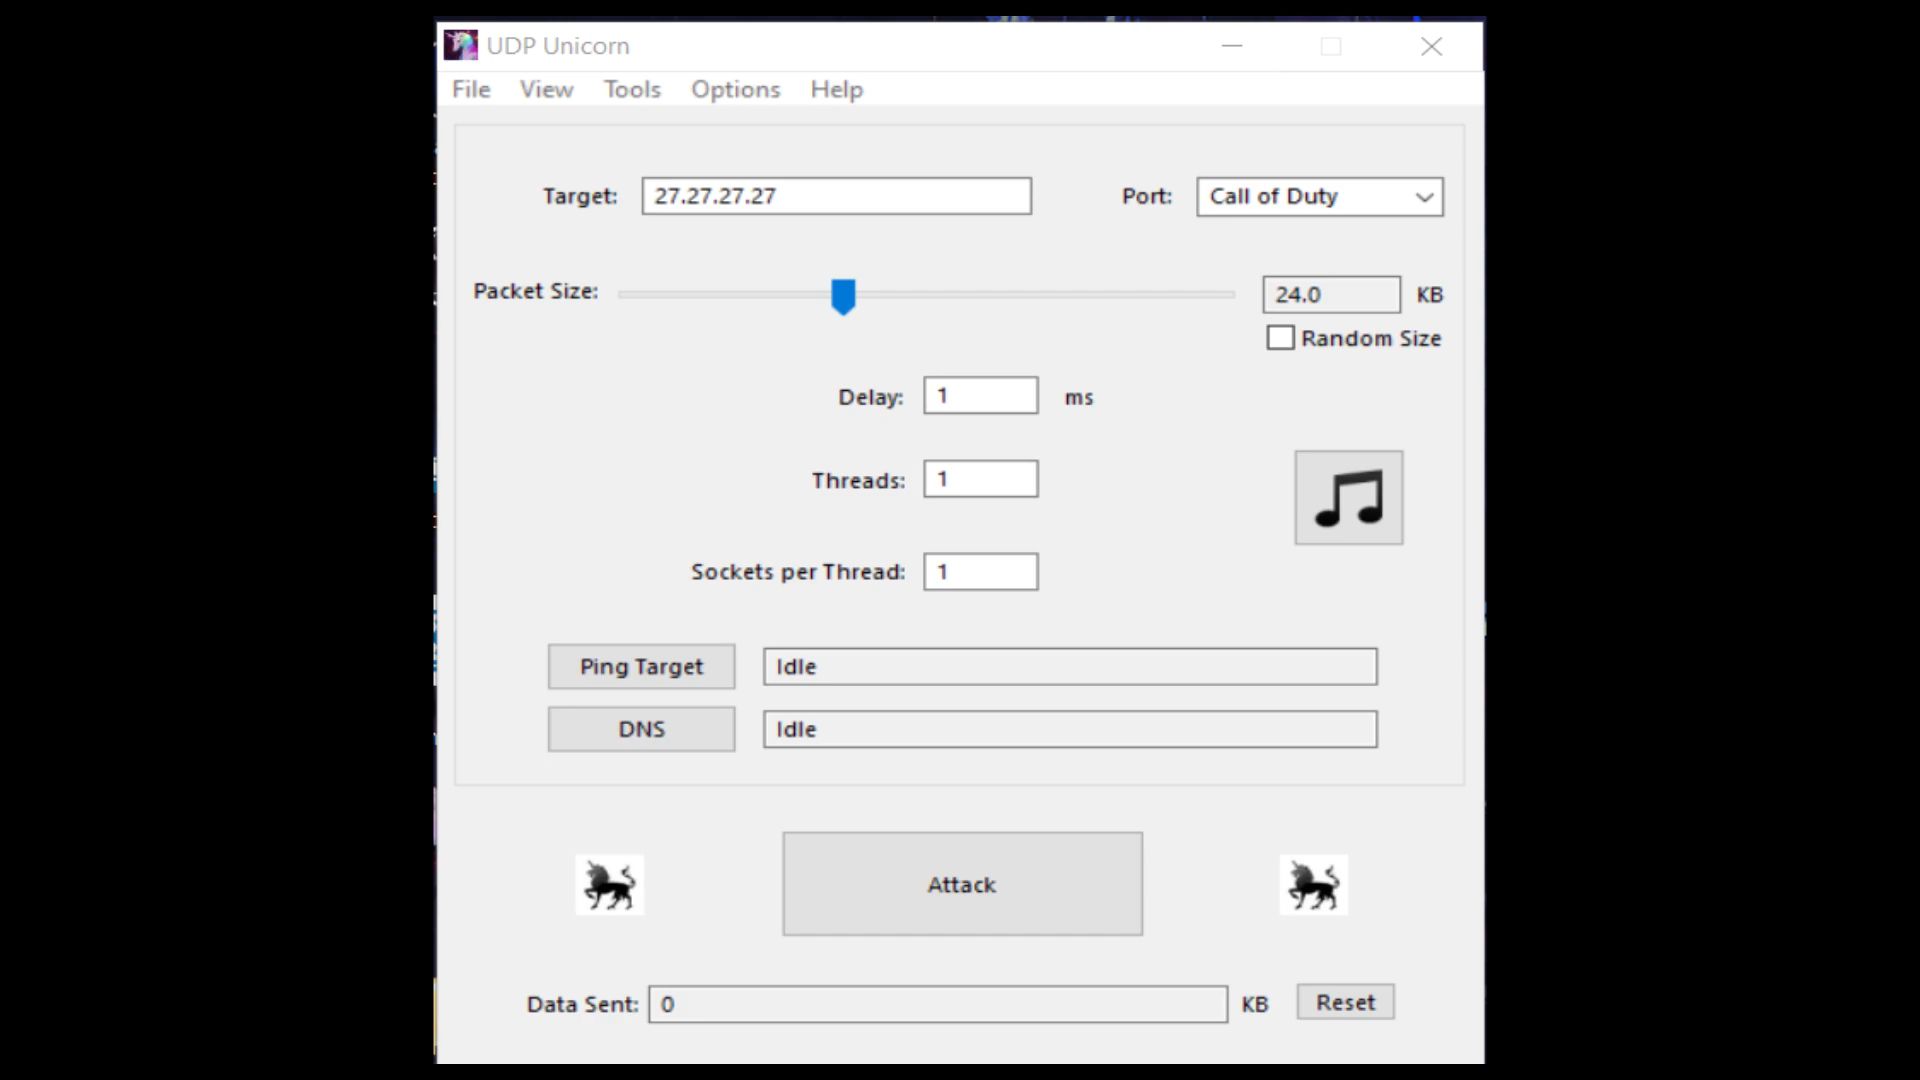 UDP Unicorn
File View Tools Options Help
Target: 27.27.27.27 Port: Call of Duty
Packet Size: 24.0 KB
Random Size
Delay: 1 ms
Threads: 1
Sockets per Thread: 1
Ping Target Idle
DNS Idle
Attack
Data Sent: 0 KB Reset